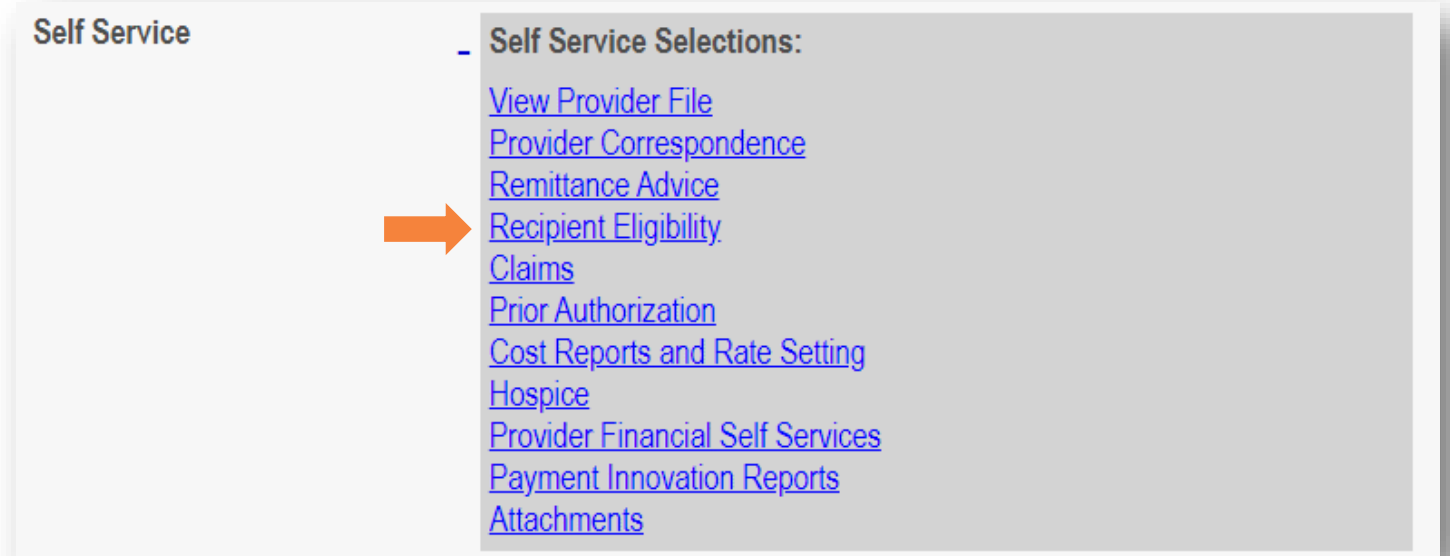 Self Service
Self Service Selections:
View Provider File
Provider Correspondence
Remittance Advice
Recipient Eligibility
Claims
Prior Authorization
Cost Reports and Rate Setting
Hospice
Provider Financial Self Services
Payment Innovation Reports
Attachments